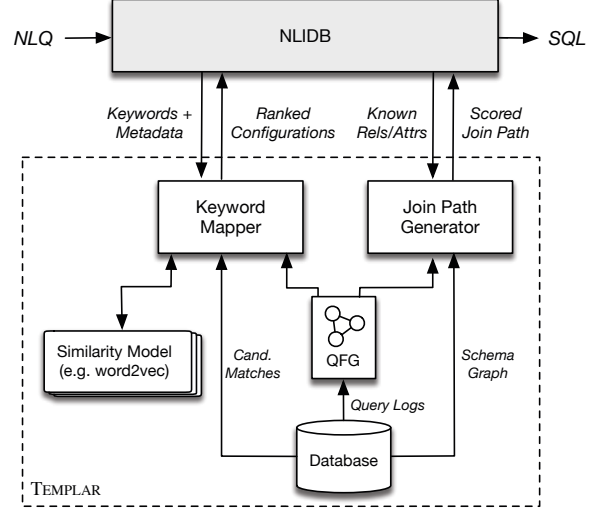 NLQ
NLIDB
SQL
Keywords +
Metadata
Ranked
Configurations
Known
Rels/Attrs
Scored
Join Path
Keyword
Mapper
Join Path
Generator
Similarity Model
(e.g. word2vec)
Cand.
Matches
QFG
Schema
Graph
Query Logs
Database
TEMPLAR